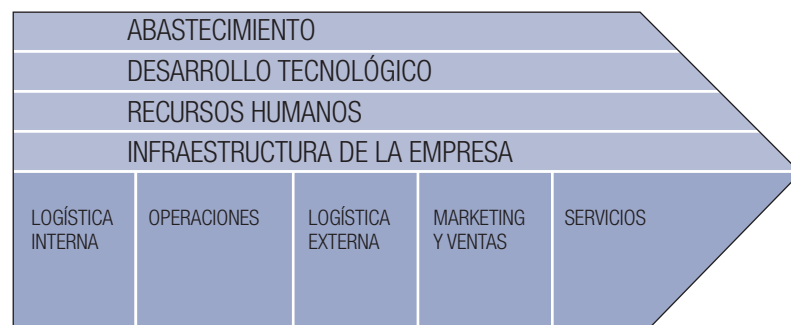 ABASTECIMIENTO
DESARROLLO TECNOLÓGICO
RECURSOS HUMANOS
INFRAESTRUCTURA DE LA EMPRESA
LOGÍSTICA
INTERNA
OPERACIONES
LOGÍSTICA
EXTERNA
MARKETING
Y VENTAS
SERVICIOS